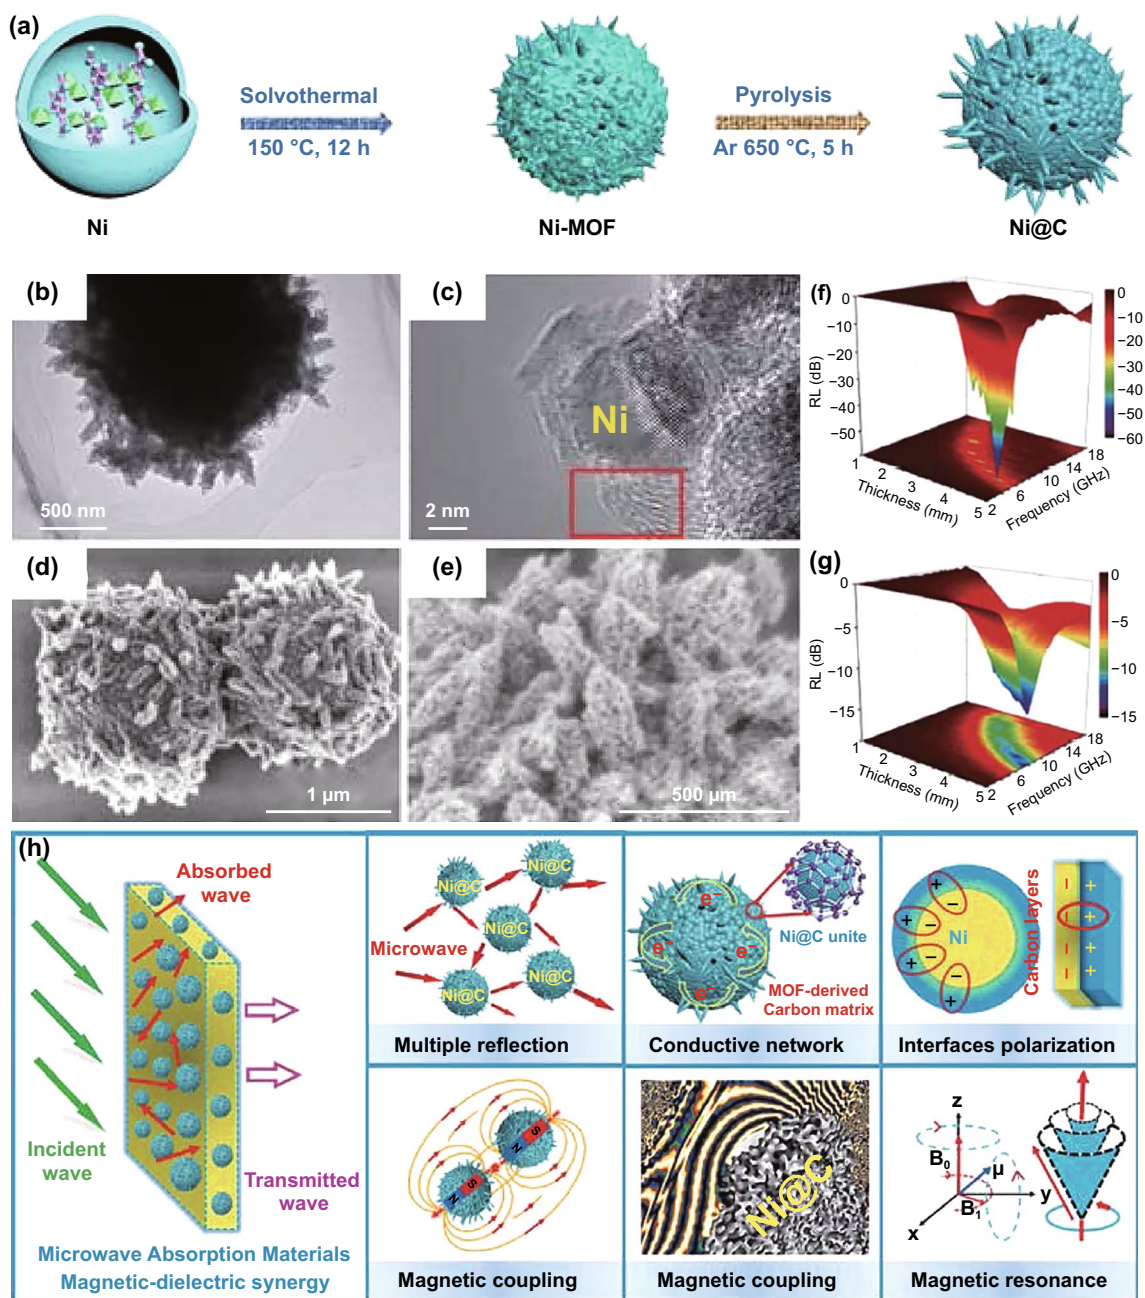 (a)
Solvothermal
150 °C, 12 h
Pyrolysis
Ar 650 °C, 5 h
Ni
Ni-MOF
Ni@C
(b)
500 nm
(c)
Ni
2 nm
(f)
0
−10
−20
−30
−40
−50
RL (dB)
1
2
3
4
5
Thickness (mm)
2
6
10
14
18
Frequency (GHz)
0
−10
−20
−30
−40
−50
−60
(d)
1 μm
(e)
500 μm
(g)
0
−5
−10
−15
RL (dB)
1
2
3
4
5
Thickness (mm)
2
6
10
14
18
Frequency (GHz)
0
−5
−10
−15
(h)
Absorbed
wave
Incident
wave
Transmitted
wave
Microwave Absorption Materials
Magnetic-dielectric synergy
Ni@C
Ni@C
Ni@C
Microwave
Ni@C
Ni@C
Multiple reflection
e−
e−
e−
e−
Ni@C unite
MOF-derived
Carbon matrix
Conductive network
+
−
+
−
Ni
+
−
−
+
Carbon layers
− +
− +
− +
− +
Interfaces polarization
S
N
S
N
Magnetic coupling
Ni@C
Magnetic coupling
z
B0
μ
y
B1
x
Magnetic resonance